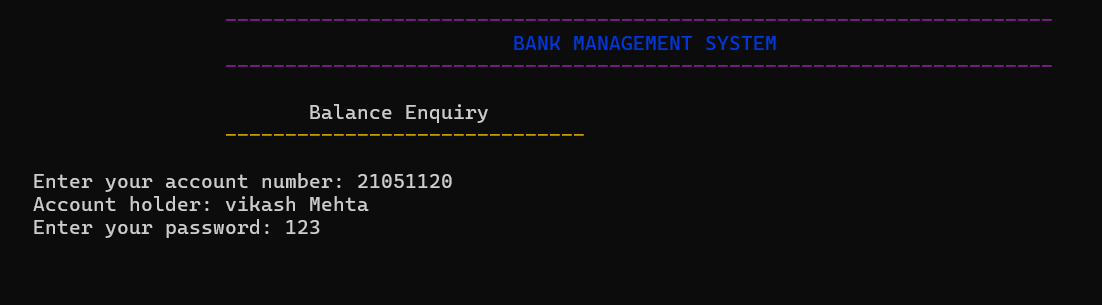 BANK MANAGEMENT SYSTEM
Balance Enquiry
Enter your account number: 21051120
Account holder: vikash Mehta
Enter your password: 123